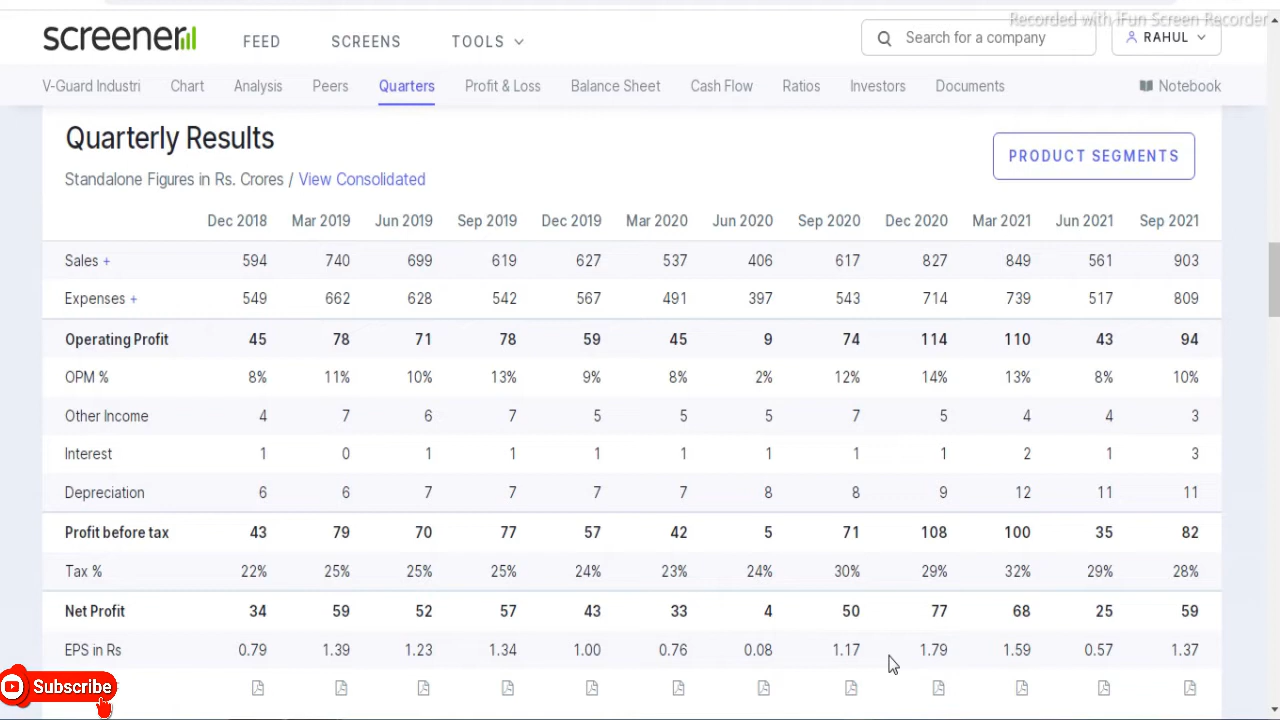 Recorded with iFun Screen Recorder
screener
FEED SCREENS TOOLS
Search for a company
RAHUL
V-Guard Industri Chart Analysis Peers Quarters Profit & Loss Balance Sheet Cash Flow Ratios Investors Documents Notebook
Quarterly Results
PRODUCT SEGMENTS
Standalone Figures in Rs. Crores / View Consolidated
Dec 2018 Mar 2019 Jun 2019 Sep 2019 Dec 2019 Mar 2020 Jun 2020 Sep 2020 Dec 2020 Mar 2021 Jun 2021 Sep 2021
Sales + 594 740 699 619 627 537 406 617 827 849 561 903
Expenses + 549 662 628 542 567 491 397 543 714 739 517 809
Operating Profit 45 78 71 78 59 45 9 74 114 110 43 94
OPM % 8% 11% 10% 13% 9% 8% 2% 12% 14% 13% 8% 10%
Other Income 4 7 6 7 5 5 5 7 5 4 4 3
Interest 1 0 1 1 1 1 1 1 1 2 1 3
Depreciation 6 6 7 7 7 7 8 8 9 12 11 11
Profit before tax 43 79 70 77 57 42 5 71 108 100 35 82
Tax % 22% 25% 25% 25% 24% 23% 24% 30% 29% 32% 29% 28%
Net Profit 34 59 52 57 43 33 4 50 77 68 25 59
EPS in Rs 0.79 1.39 1.23 1.34 1.00 0.76 0.08 1.17 1.79 1.59 0.57 1.37
Subscribe